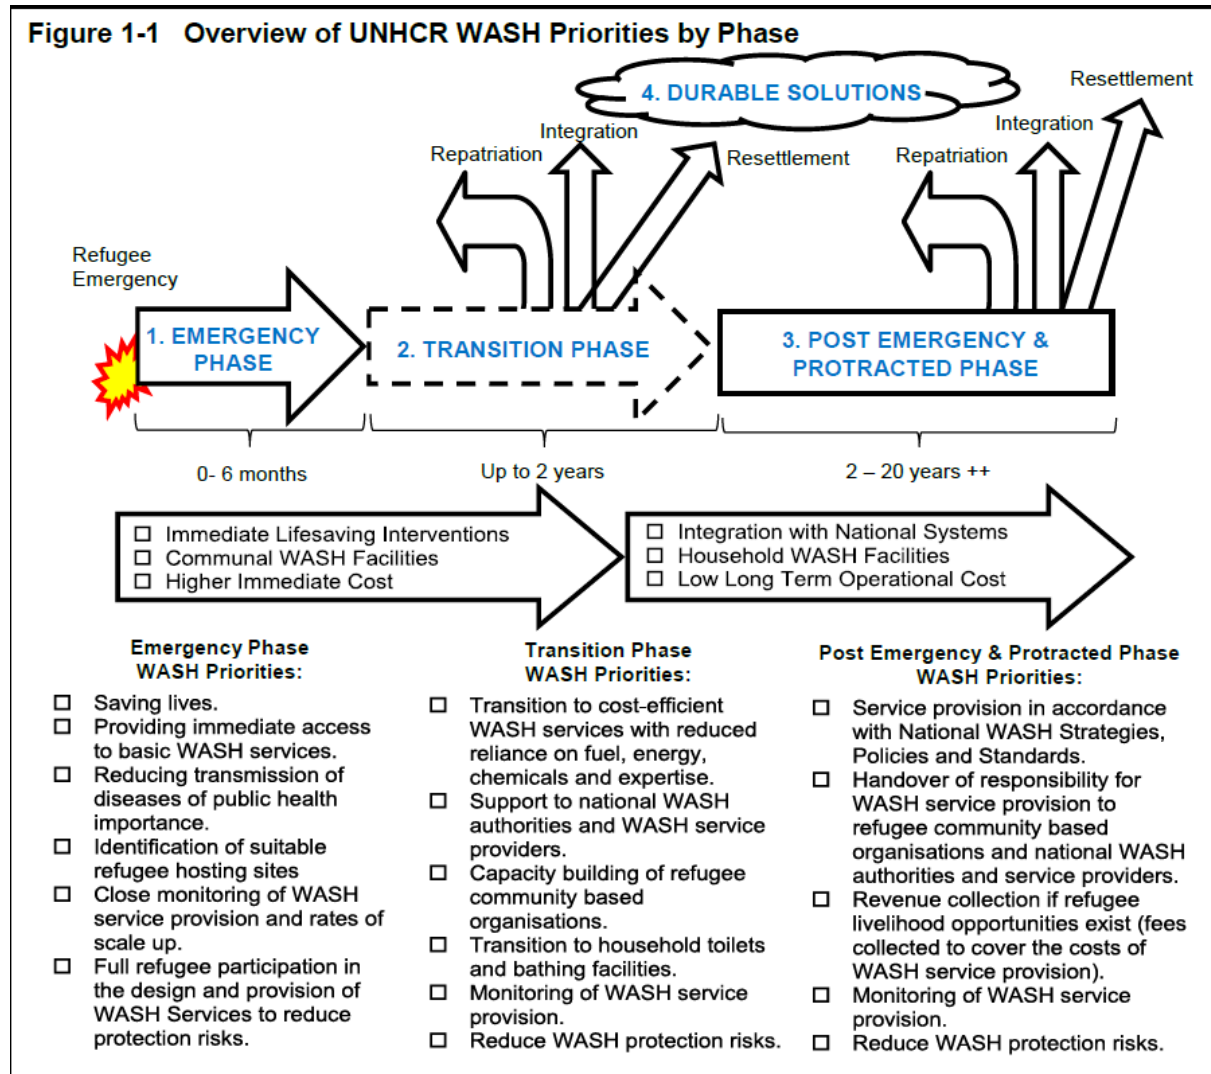 Figure 1-1 Overview of UNHCR WASH Priorities by Phase
Resettlement
4. DURABLE SOLUTIONS
Integration
Integration
Repatriation
Resettlement
Repatriation
Refugee
Emergency
1. EMERGENCY
PHASE
2. TRANSITION PHASE
3. POST EMERGENCY &
PROTRACTED PHASE
0- 6 months
Up to 2 years
2 – 20 years ++
Immediate Lifesaving Interventions
Communal WASH Facilities
Higher Immediate Cost
Integration with National Systems
Household WASH Facilities
Low Long Term Operational Cost
Emergency Phase
WASH Priorities:
Saving lives.
Providing immediate access
to basic WASH services.
Reducing transmission of
diseases of public health
importance.
Identification of suitable
refugee hosting sites
Close monitoring of WASH
service provision and rates of
scale up.
Full refugee participation in
the design and provision of
WASH Services to reduce
protection risks.
Transition Phase
WASH Priorities:
Transition to cost-efficient
WASH services with reduced
reliance on fuel, energy,
chemicals and expertise.
Support to national WASH
authorities and WASH service
providers.
Capacity building of refugee
community based
organisations.
Transition to household toilets
and bathing facilities.
Monitoring of WASH service
provision.
Reduce WASH protection risks.
Post Emergency & Protracted Phase
WASH Priorities:
Service provision in accordance
with National WASH Strategies,
Policies and Standards.
Handover of responsibility for
WASH service provision to
refugee community based
organisations and national WASH
authorities and service providers.
Revenue collection if refugee
livelihood opportunities exist (fees
collected to cover the costs of
WASH service provision).
Monitoring of WASH service
provision.
Reduce WASH protection risks.